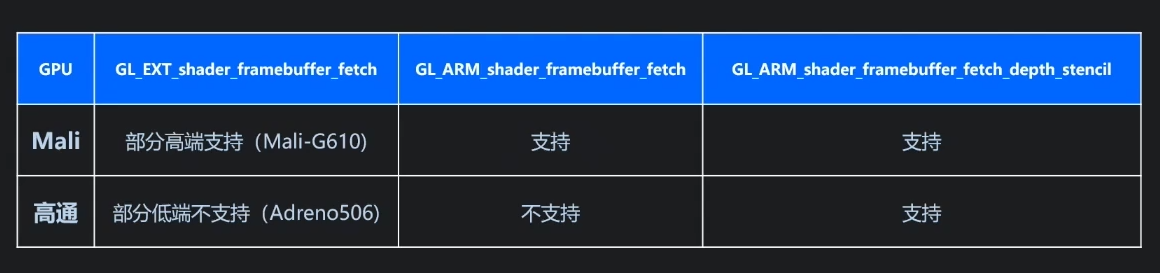 GPU GL_EXT_shader_framebuffer_fetch GL_ARM_shader_framebuffer_fetch GL_ARM_shader_framebuffer_fetch_depth_stencil
Mali 部分高端支持（Mali-G610) 支持 支持
高通 部分低端不支持（Adreno506) 不支持 支持